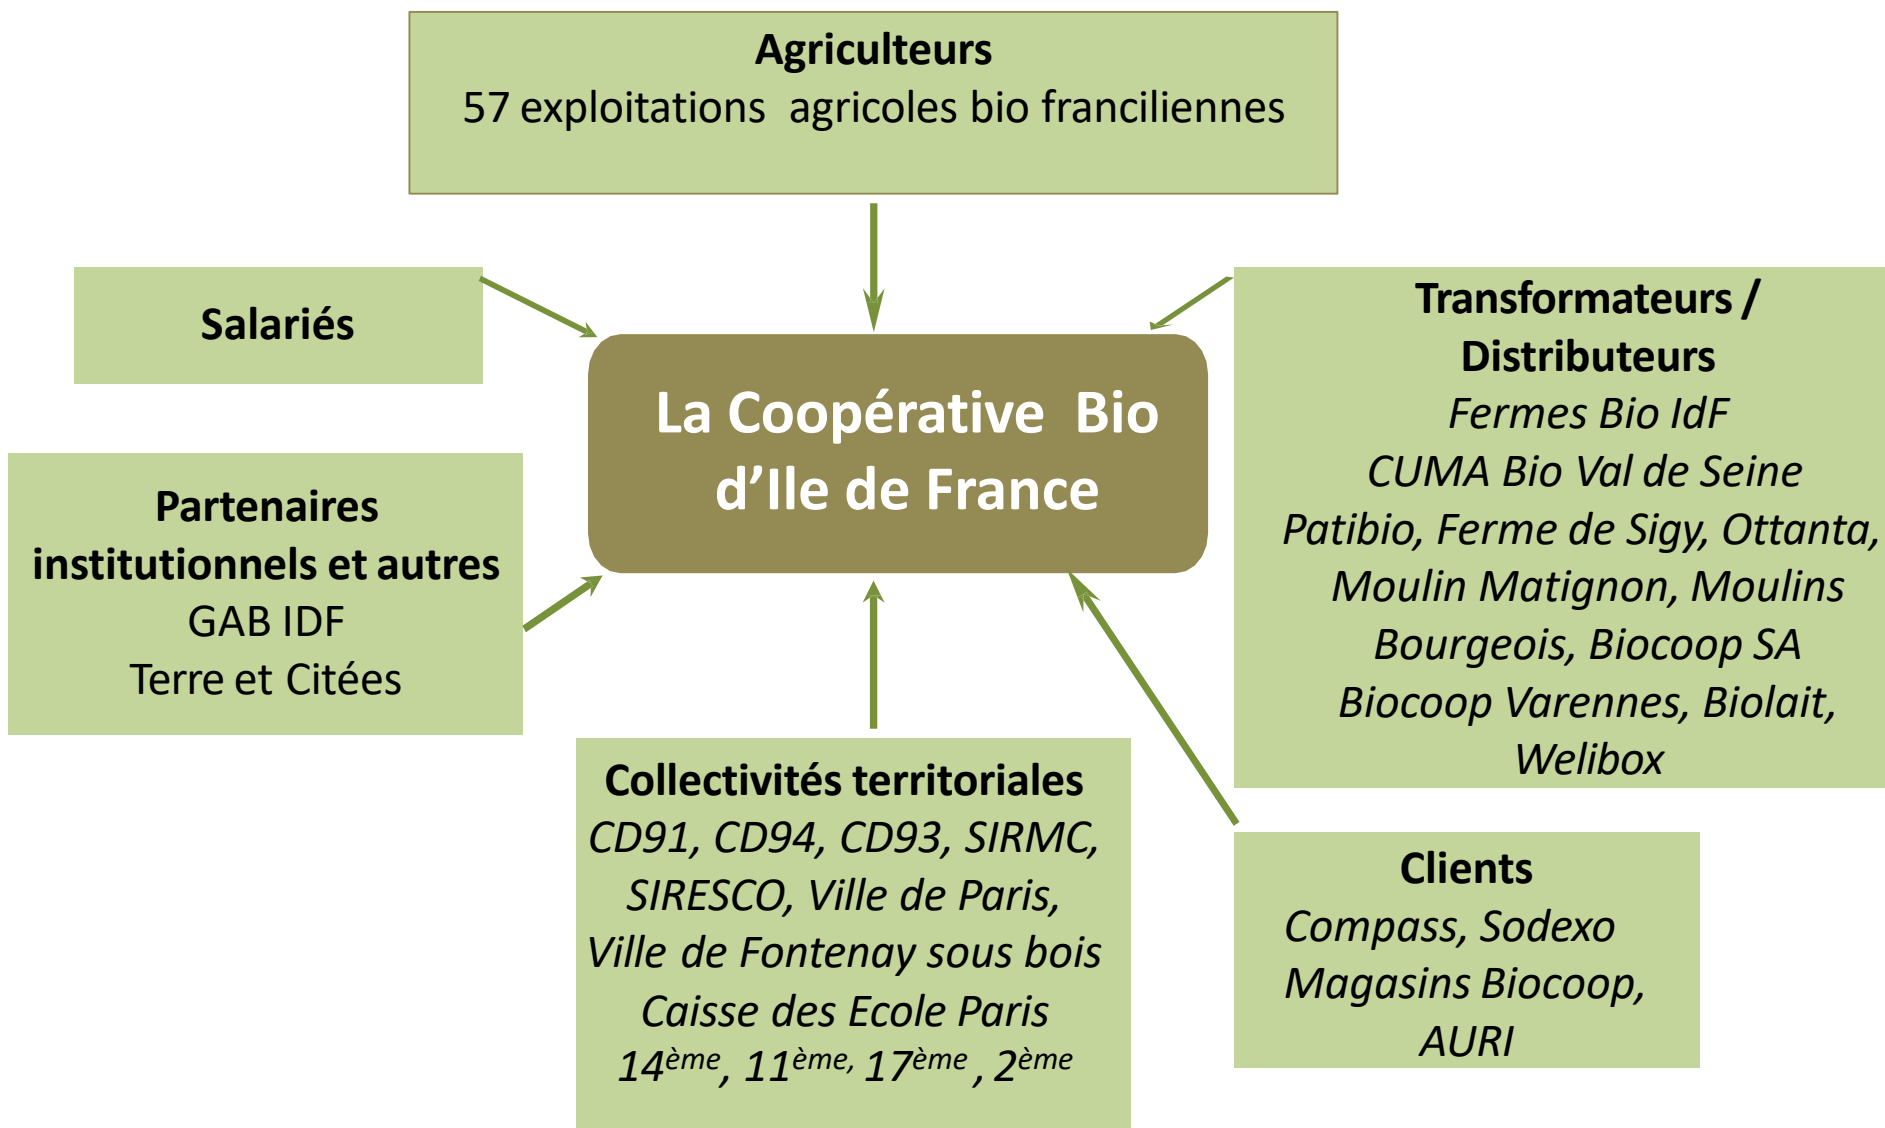 Agriculteurs
57 exploitations agricoles bio franciliennes
Salariés
La Coopérative Bio
d’Ile de France
Transformateurs /
Distributeurs
Fermes Bio IdF
CUMA Bio Val de Seine
Patibio, Ferme de Sigy, Ottanta,
Moulin Matignon, Moulins
Bourgeois, Biocoop SA
Biocoop Varennes, Biolait,
Welibox
Partenaires
institutionnels et autres
GAB IDF
Terre et Citées
Collectivités territoriales
CD91, CD94, CD93, SIRMC,
SIRESCO, Ville de Paris,
Ville de Fontenay sous bois
Caisse des Ecole Paris
14ème, 11ème, 17ème , 2ème
Clients
Compass, Sodexo
Magasins Biocoop,
AURI